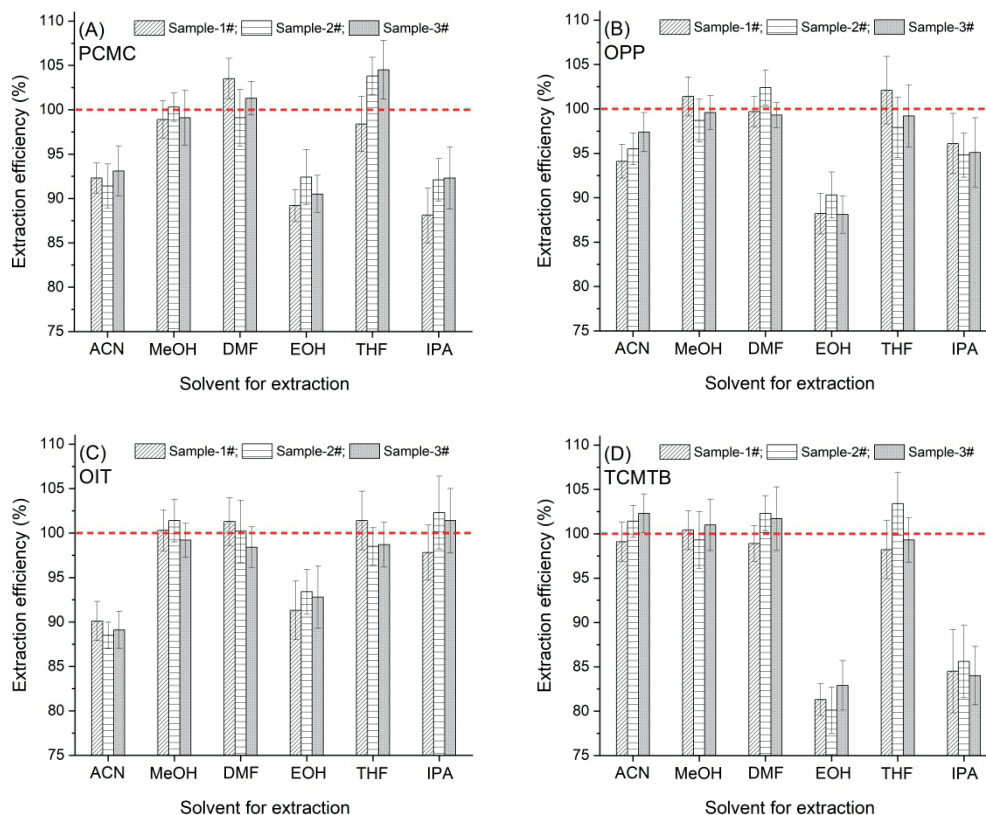 (A)
Sample-1#; Sample-2#; Sample-3#
PCMC
Extraction efficiency (%)
110
105
100
95
90
85
80
75
ACN MeOH DMF EOH THF IPA
Solvent for extraction
(B)
Sample-1#; Sample-2#; Sample-3#
OPP
Extraction efficiency (%)
110
105
100
95
90
85
80
75
ACN MeOH DMF EOH THF IPA
Solvent for extraction
(C)
Sample-1#; Sample-2#; Sample-3#
OIT
Extraction efficiency (%)
110
105
100
95
90
85
80
75
ACN MeOH DMF EOH THF IPA
Solvent for extraction
(D)
Sample-1#; Sample-2#; Sample-3#
TCMTB
Extraction efficiency (%)
110
105
100
95
90
85
80
75
ACN MeOH DMF EOH THF IPA
Solvent for extraction